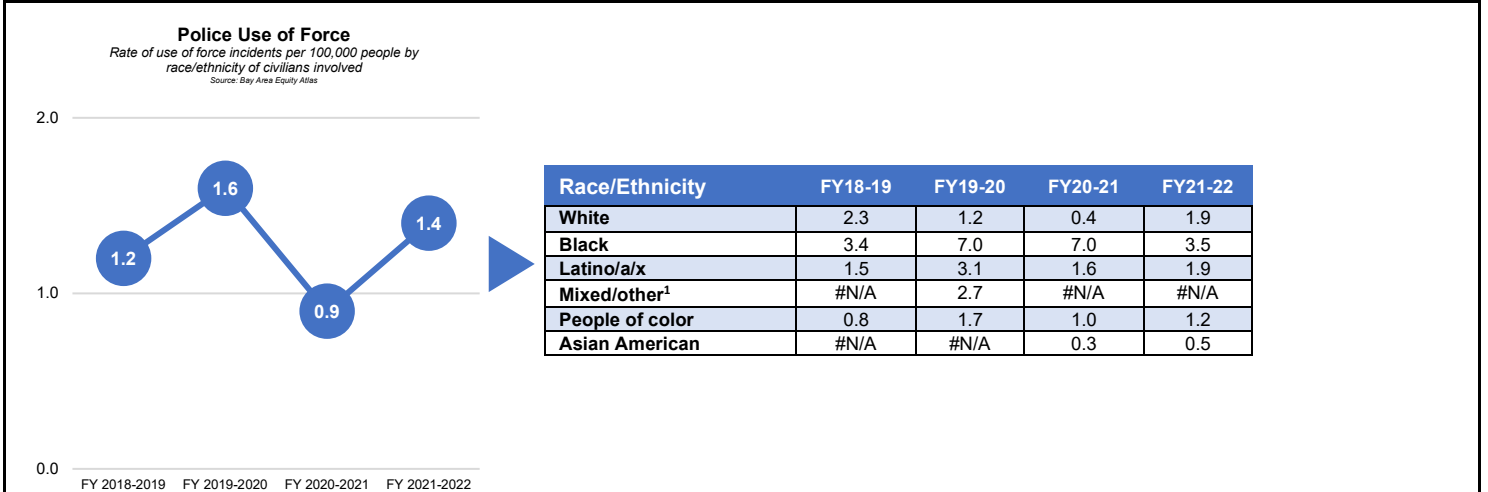 Police Use of Force
Rate of use of force incidents per 100,000 people by
race/ethnicity of civilians involved
Source: Bay Area Equity Atlas
2.0
1.6
1.4
1.2
1.0
0.9
0.0
FY 2018-2019 FY 2019-2020 FY 2020-2021 FY 2021-2022
Race/Ethnicity FY18-19 FY19-20 FY20-21 FY21-22
White 2.3 1.2 0.4 1.9
Black 3.4 7.0 7.0 3.5
Latino/a/x 1.5 3.1 1.6 1.9
Mixed/other¹ #N/A 2.7 #N/A #N/A
People of color 0.8 1.7 1.0 1.2
Asian American #N/A #N/A 0.3 0.5